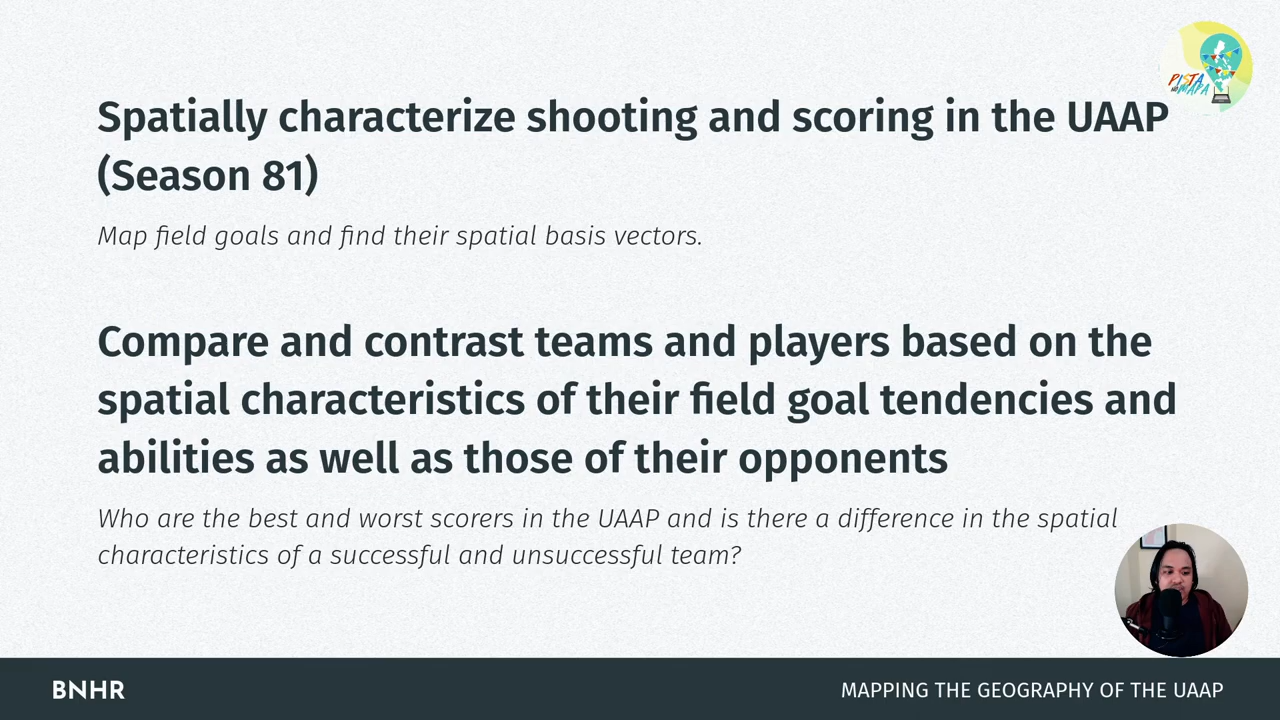 PISTA
NG
MAPA
Spatially characterize shooting and scoring in the UAAP
(Season 81)
Map field goals and find their spatial basis vectors.
Compare and contrast teams and players based on the
spatial characteristics of their field goal tendencies and
abilities as well as those of their opponents
Who are the best and worst scorers in the UAAP and is there a difference in the spatial
characteristics of a successful and unsuccessful team?
BNHR
MAPPING THE GEOGRAPHY OF THE UAAP